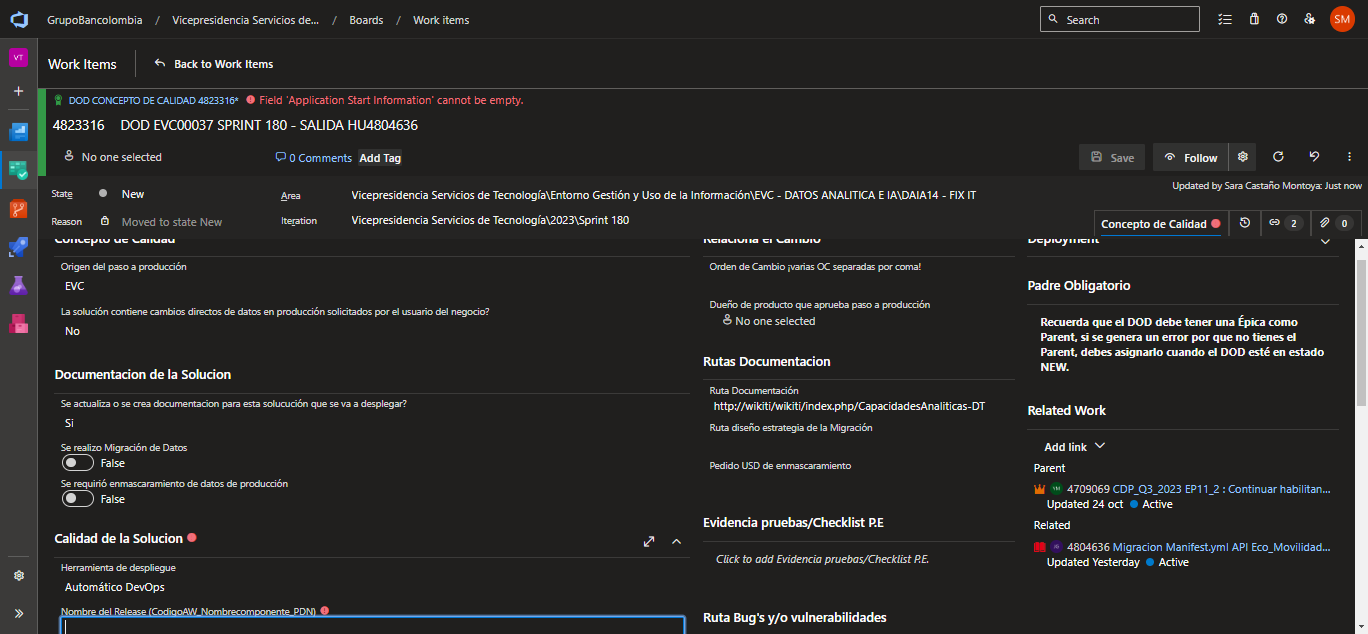 GrupoBancolombia / Vicepresidencia Servicios de... / Boards / Work items
Search
SM
VT
Work Items
Back to Work Items
DOD CONCEPTO DE CALIDAD 4823316* Field 'Application Start Information' cannot be empty.
4823316 DOD EVC00037 SPRINT 180 - SALIDA HU4804636
No one selected
0 Comments
Add Tag
Save
Follow
State
New
Area
Vicepresidencia Servicios de Tecnología\Entorno Gestión y Uso de la Información\EVC - DATOS ANALITICA E IA\DAIA14 - FIX IT
Updated by Sara Castaño Montoya: Just now
Reason
Moved to state New
Iteration
Vicepresidencia Servicios de Tecnología\2023\Sprint 180
Concepto de Calidad
2
0
Concepto de Calidad
Origen del paso a producción
EVC
La solución contiene cambios directos de datos en producción solicitados por el usuario del negocio?
No
Documentacion de la Solucion
Se actualiza o se crea documentacion para esta solucución que se va a desplegar?
Si
Se realizo Migración de Datos
False
Se requirió enmascaramiento de datos de producción
False
Calidad de la Solucion
Herramienta de despliegue
Automático DevOps
Nombre del Release (CodigoAW_Nombrecomponente_PDN)
Relaciona el Cambio
Orden de Cambio ¡varias OC separadas por coma!
Dueño de producto que aprueba paso a producción
No one selected
Rutas Documentacion
Ruta Documentación
http://wikiti/wikiti/index.php/CapacidadesAnaliticas-DT
Ruta diseño estrategia de la Migración
Pedido USD de enmascaramiento
Evidencia pruebas/Checklist P.E
Click to add Evidencia pruebas/Checklist P.E.
Ruta Bug's y/o vulnerabilidades
Deployment
Padre Obligatorio
Recuerda que el DOD debe tener una Épica como
Parent, si se genera un error por que no tienes el
Parent, debes asignarlo cuando el DOD esté en estado
NEW.
Related Work
Add link
Parent
4709069 CDP_Q3_2023 EP11_2 : Continuar habilitan...
Updated 24 oct Active
Related
4804636 Migracion Manifest.yml API Eco_Movilidad...
Updated Yesterday Active